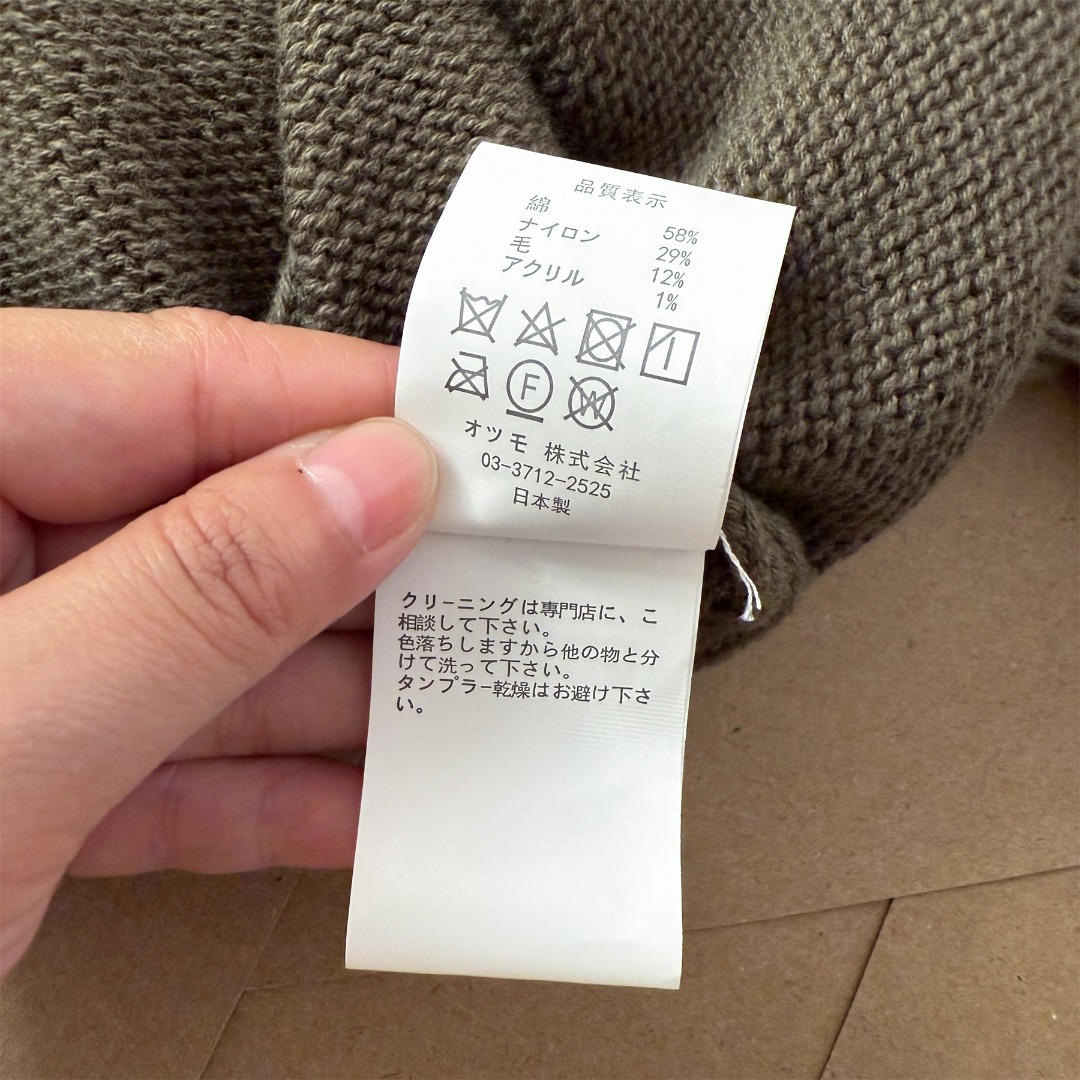 品質表示
綿 58%
ナイロン 29%
毛 12%
アクリル 1%
F W
オツモ 株式会社
03-3712-2525
日本製
クリーニングは専門店に、こ
相談して下さい。
色落ちしますから他の物と分
けて洗って下さい。
タンブラー乾燥はお避け下さ
い。